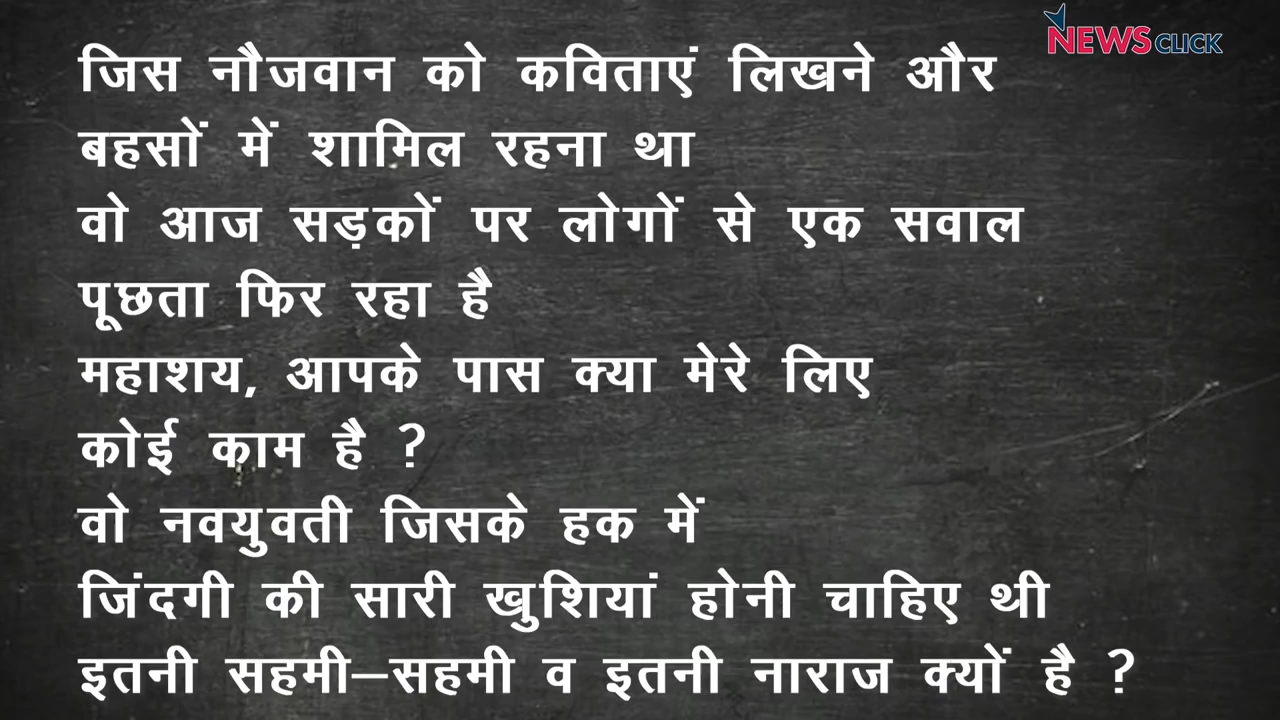 NEWSCLICK
जिस नौजवान को कविताएं लिखने और
बहसों में शामिल रहना था
वो आज सड़कों पर लोगों से एक सवाल
पूछता फिर रहा है
महाशय, आपके पास क्या मेरे लिए
कोई काम है ?
वो नवयुवती जिसके हक में
जिंदगी की सारी खुशियां होनी चाहिए थी
इतनी सहमी–सहमी व इतनी नाराज क्यों है ?